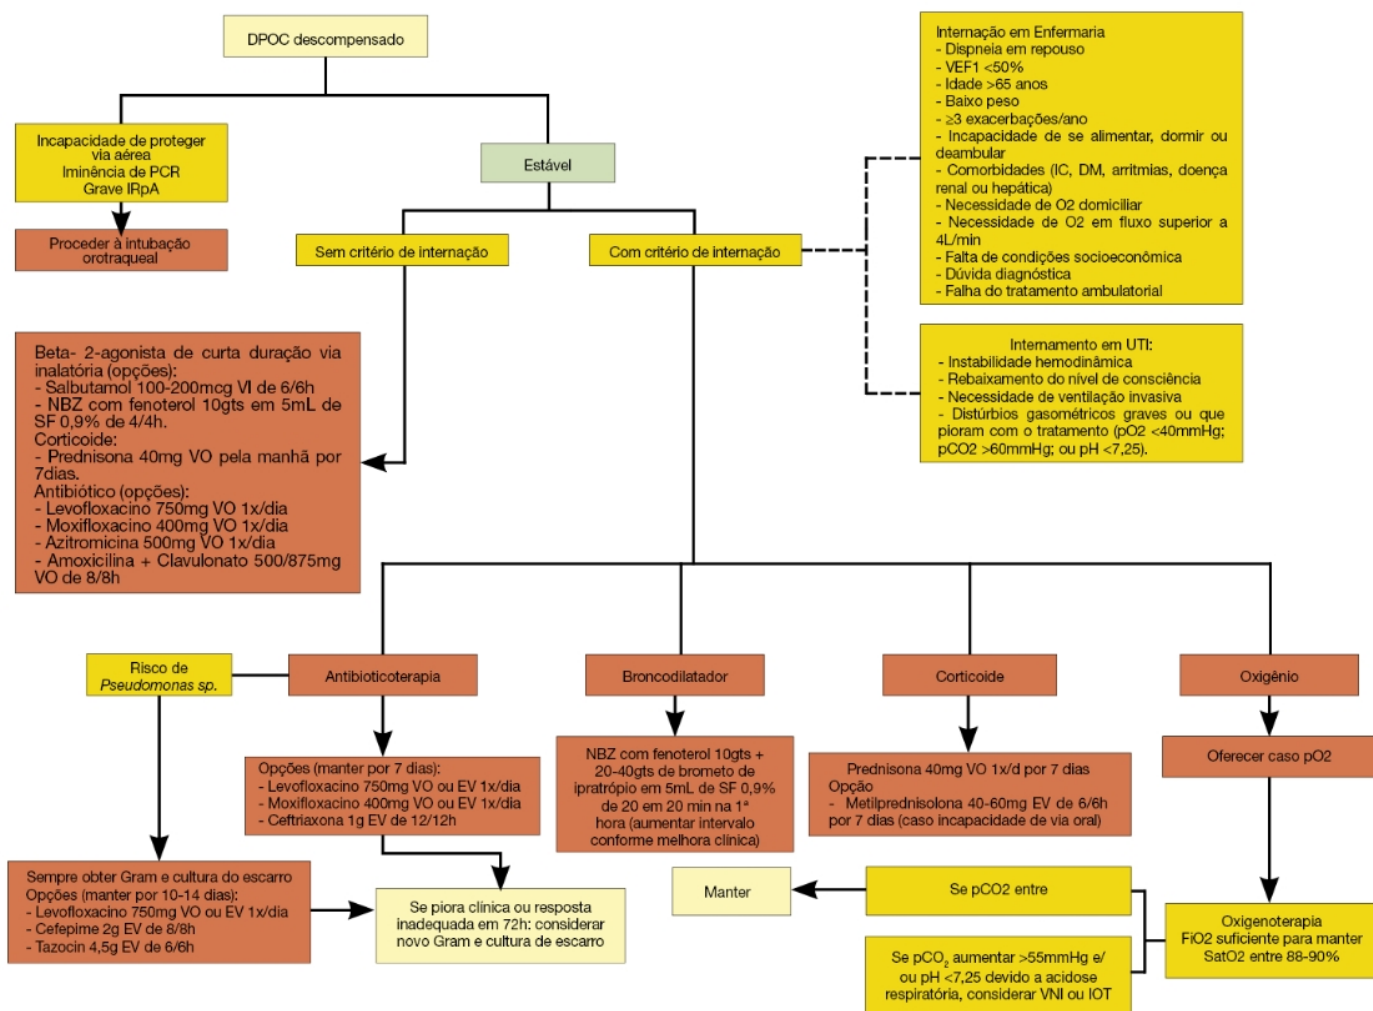 DPOC descompensado
Incapacidade de proteger
via aérea
Iminência de PCR
Grave IRpA
Proceder à intubação
orotraqueal
Estável
Sem critério de internação
Com critério de internação
Internação em Enfermaria
- Dispneia em repouso
- VEF1 <50%
- Idade >65 anos
- Baixo peso
- ≥3 exacerbações/ano
- Incapacidade de se alimentar, dormir ou
deambular
- Comorbidades (IC, DM, arritmias, doença
renal ou hepática)
- Necessidade de O2 domiciliar
- Necessidade de O2 em fluxo superior a
4L/min
- Falta de condições socioeconômica
- Dúvida diagnóstica
- Falha do tratamento ambulatorial
Internamento em UTI:
- Instabilidade hemodinâmica
- Rebaixamento do nível de consciência
- Necessidade de ventilação invasiva
- Distúrbios gasométricos graves ou que
pioram com o tratamento (pO2 <40mmHg;
pCO2 >60mmHg; ou pH <7,25).
Beta- 2-agonista de curta duração via
inalatória (opções):
- Salbutamol 100-200mcg VI de 6/6h
- NBZ com fenoterol 10gts em 5mL de
SF 0,9% de 4/4h.
Corticoide:
- Prednisona 40mg VO pela manhã por
7dias.
Antibiótico (opções):
- Levofloxacino 750mg VO 1x/dia
- Moxifloxacino 400mg VO 1x/dia
- Azitromicina 500mg VO 1x/dia
- Amoxicilina + Clavulonato 500/875mg
VO de 8/8h
Risco de
Pseudomonas sp.
Antibioticoterapia
Broncodilatador
Corticoide
Oxigênio
Opções (manter por 7 dias):
- Levofloxacino 750mg VO ou EV 1x/dia
- Moxifloxacino 400mg VO ou EV 1x/dia
- Ceftriaxona 1g EV de 12/12h
NBZ com fenoterol 10gts +
20-40gts de brometo de
ipratrópio em 5mL de SF 0,9%
de 20 em 20 min na 1ª
hora (aumentar intervalo
conforme melhora clínica)
Prednisona 40mg VO 1x/d por 7 dias
Opção
- Metilprednisolona 40-60mg EV de 6/6h
por 7 dias (caso incapacidade de via oral)
Oferecer caso pO2
Sempre obter Gram e cultura do escarro
Opções (manter por 10-14 dias):
- Levofloxacino 750mg VO ou EV 1x/dia
- Cefepime 2g EV de 8/8h
- Tazocin 4,5g EV de 6/6h
Se piora clínica ou resposta
inadequada em 72h: considerar
novo Gram e cultura de escarro
Manter
Se pCO2 entre
Se pCO2 aumentar >55mmHg e/
ou pH <7,25 devido a acidose
respiratória, considerar VNI ou IOT
Oxigenoterapia
FiO2 suficiente para manter
SatO2 entre 88-90%